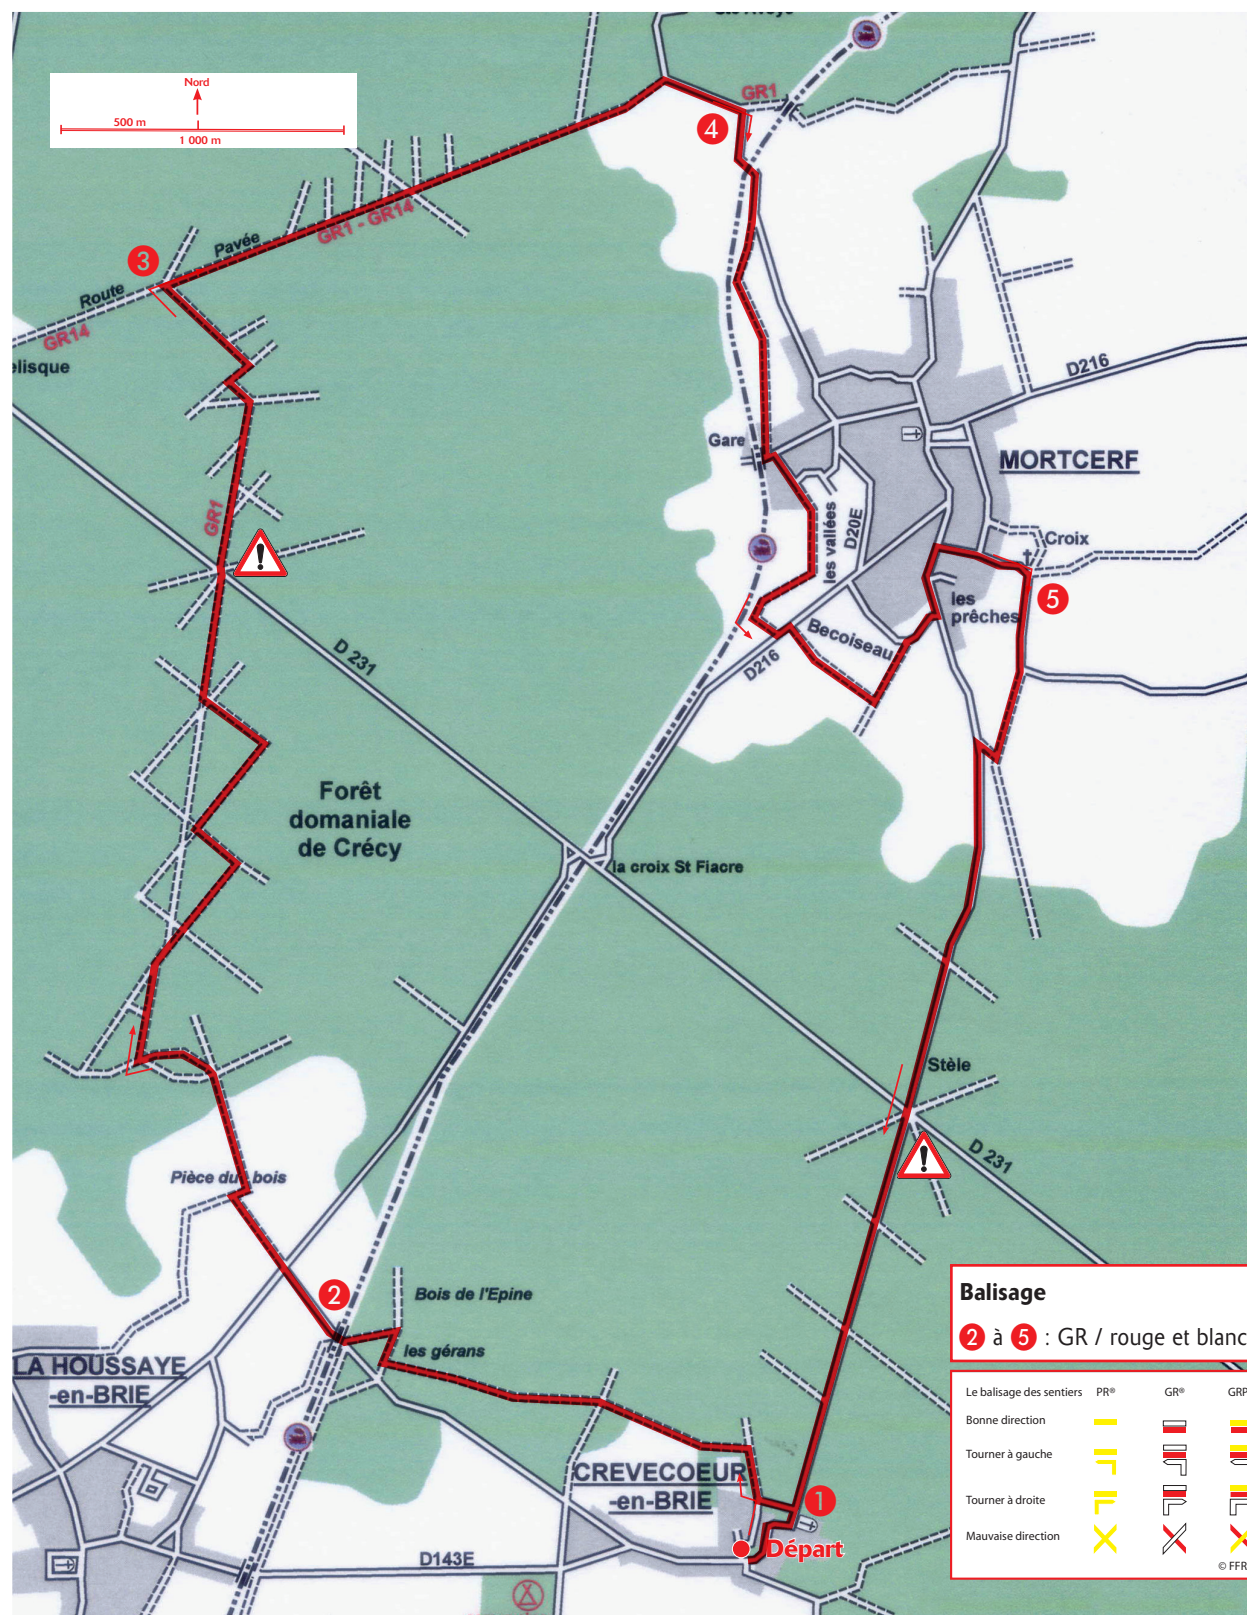 Nord
500 m
1 000 m
GR1
4
GR1 - GR14
Pavée
3
Route
GR14
elisque
D216
Gare
MORTCERF
GR1
les vallées
D20E
Croix
5
les
prêches
Becoiseau
D216
D 231
Forêt
domaniale
de Crécy
la croix St Fiacre
Stèle
D 231
Pièce du bois
2
Bois de l'Epine
les gérans
LA HOUSSAYE
-en-BRIE
CREVECOEUR
-en-BRIE
1
Départ
D143E
Balisage
2 à 5 : GR / rouge et blanc
Le balisage des sentiers PR® GR® GRP
Bonne direction
Tourner à gauche
Tourner à droite
Mauvaise direction
© FFR